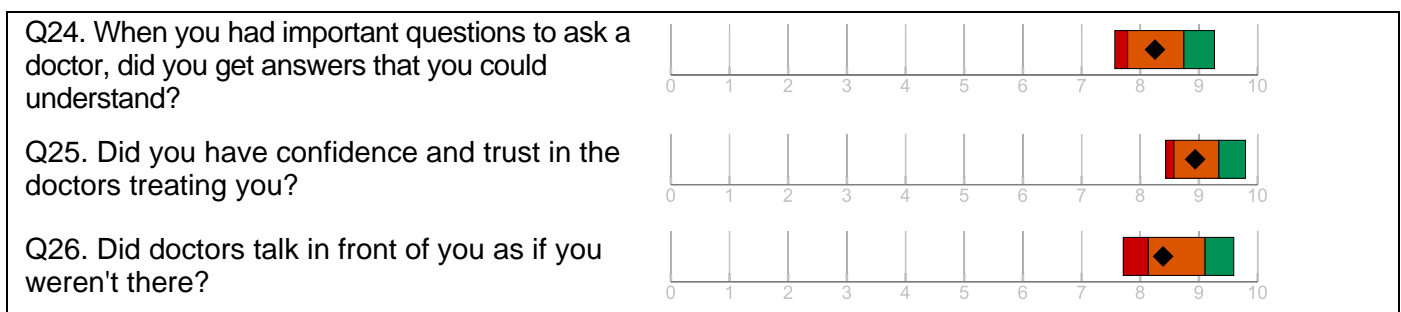 Q24. When you had important questions to ask a
doctor, did you get answers that you could
understand?
0 1 2 3 4 5 6 7 8 9 10
Q25. Did you have confidence and trust in the
doctors treating you?
0 1 2 3 4 5 6 7 8 9 10
Q26. Did doctors talk in front of you as if you
weren't there?
0 1 2 3 4 5 6 7 8 9 10